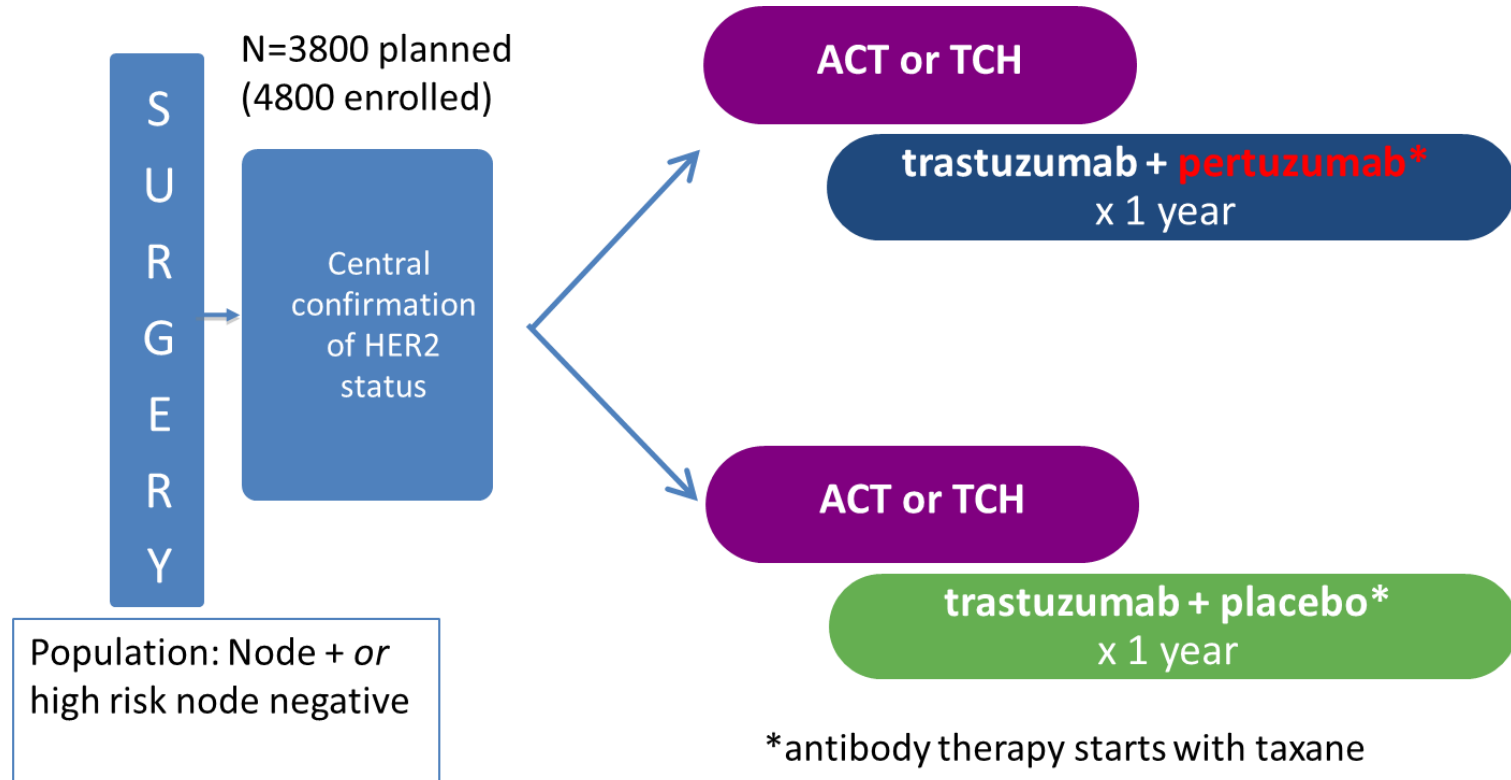 SURGERY
N=3800 planned
(4800 enrolled)
Central
confirmation
of HER2
status
ACT or TCH
trastuzumab + pertuzumab*
x 1 year
ACT or TCH
trastuzumab + placebo*
x 1 year
Population: Node + or
high risk node negative
*antibody therapy starts with taxane